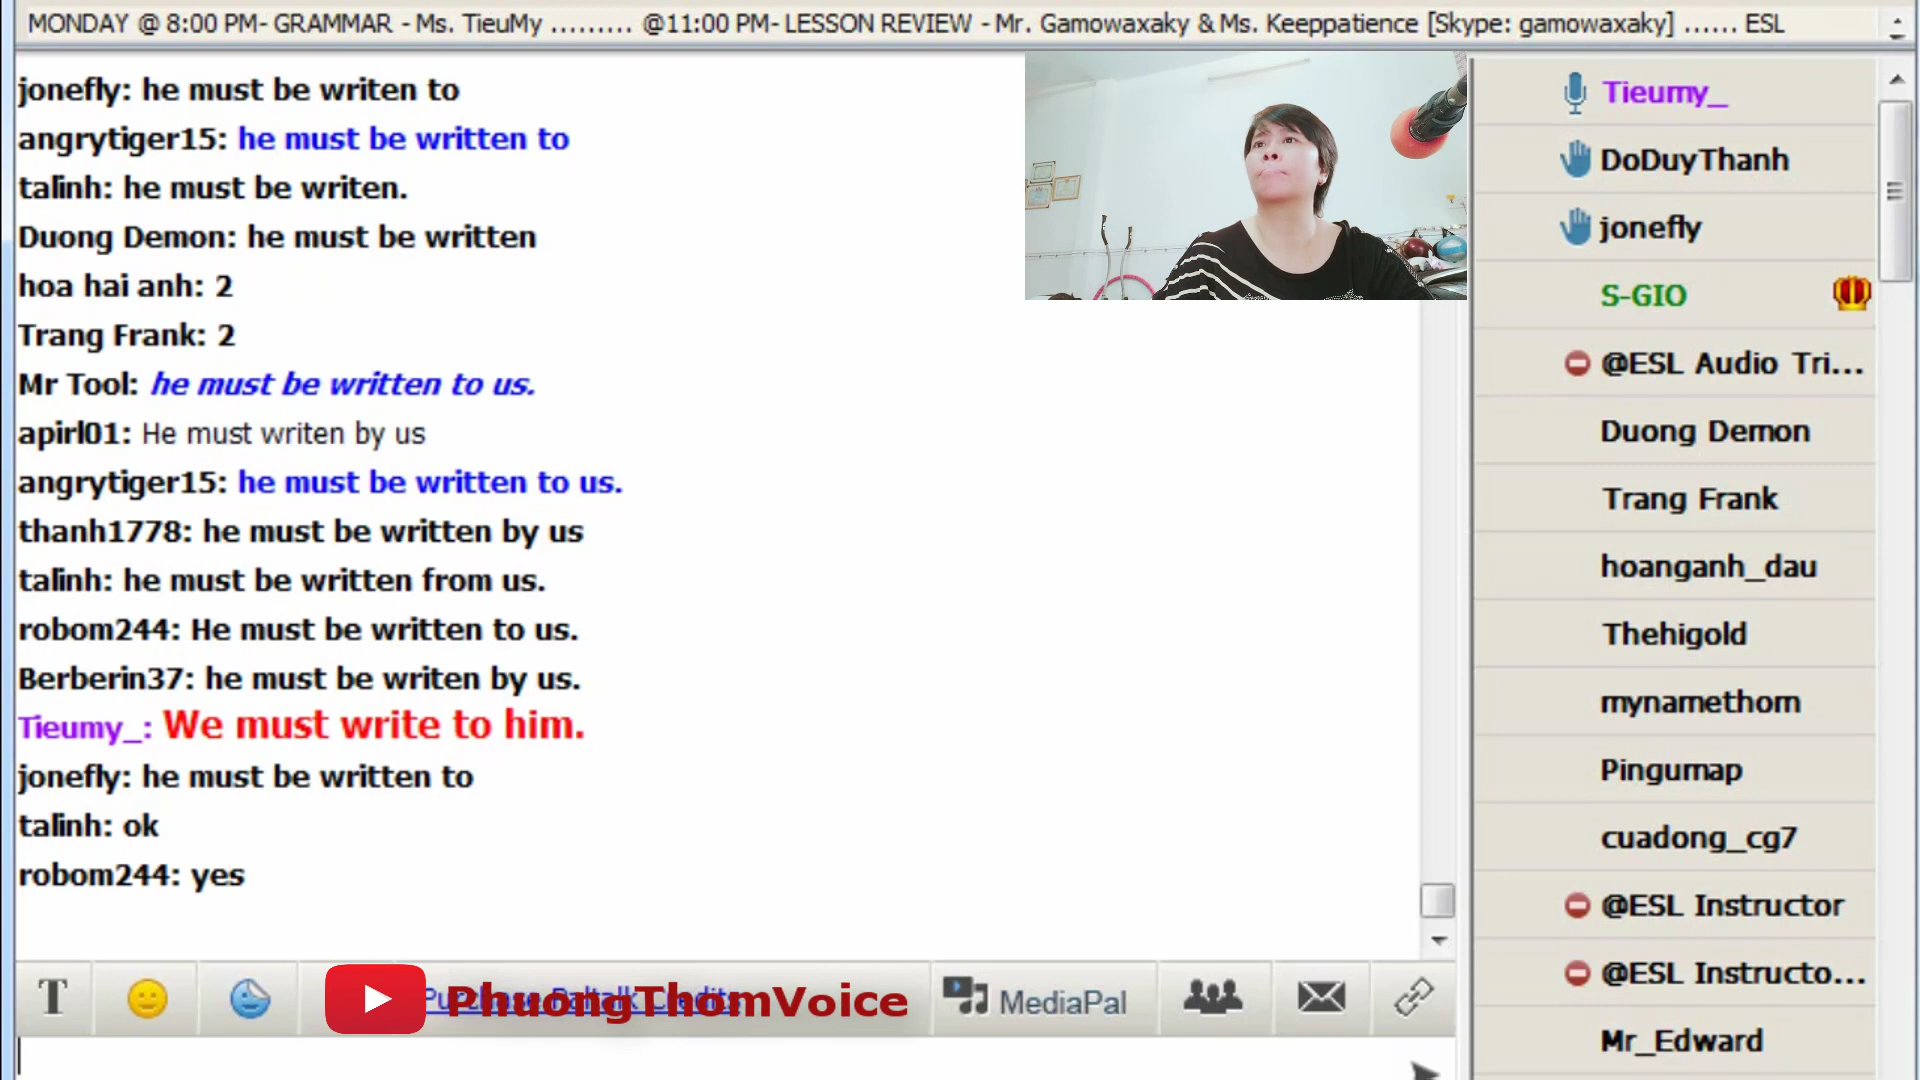 MONDAY @ 8:00 PM- GRAMMAR - Ms. TieuMy ......... @11:00 PM- LESSON REVIEW - Mr. Gamowaxaky & Ms. Keeppatience [Skype: gamowaxaky] ...... ESL
jonefly: he must be writen to
angrytiger15: he must be written to
talinh: he must be writen.
Duong Demon: he must be written
hoa hai anh: 2
Trang Frank: 2
Mr Tool: he must be written to us.
apirl01: He must writen by us
angrytiger15: he must be written to us.
thanh1778: he must be written by us
talinh: he must be written from us.
robom244: He must be written to us.
Berberin37: he must be writen by us.
Tieumy_: We must write to him.
jonefly: he must be written to
talinh: ok
robom244: yes
Tieumy_
DoDuyThanh
jonefly
S-GIO
@ESL Audio Tri...
Duong Demon
Trang Frank
hoanganh_dau
Thehigold
mynamethom
Pingumap
cuadong_cg7
@ESL Instructor
@ESL Instructo...
Mr_Edward
T
Purchase Paltalk Credits
PhuongThomVoice
MediaPal